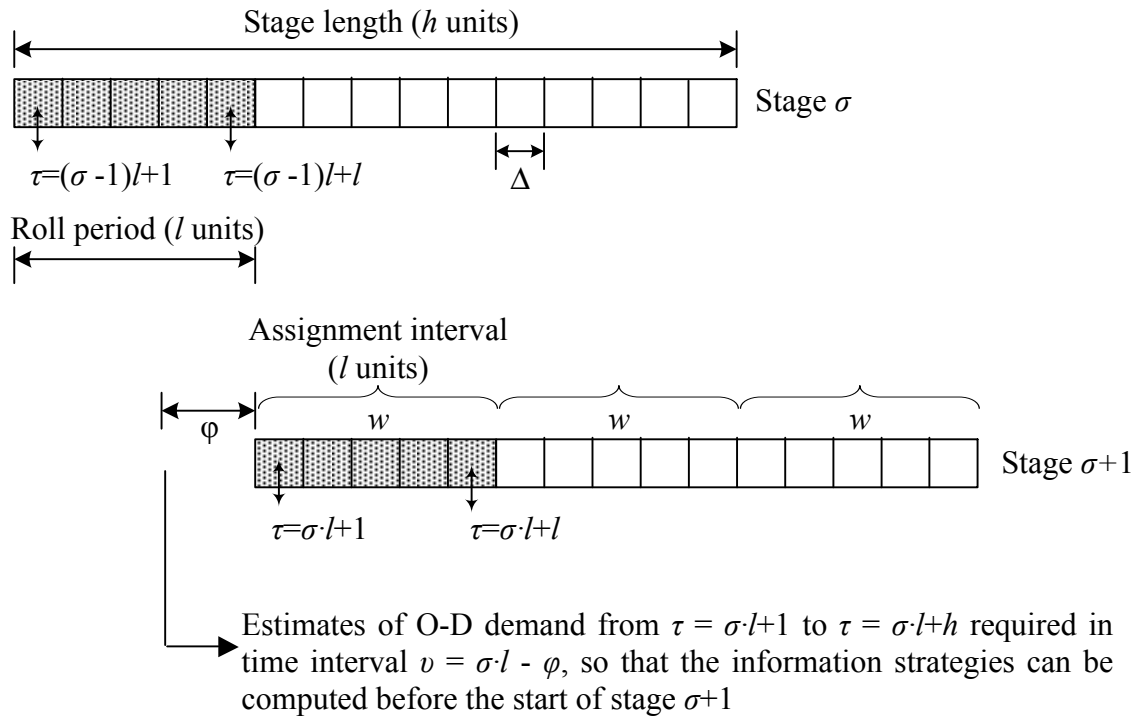 Stage length (h units)
Stage σ
τ=(σ -1)l+1
τ=(σ -1)l+l
Δ
Roll period (l units)
Assignment interval
(l units)
φ
w
w
w
Stage σ+1
τ=σ·l+1
τ=σ·l+l
Estimates of O-D demand from τ = σ·l+1 to τ = σ·l+h required in
time interval υ = σ·l - φ, so that the information strategies can be
computed before the start of stage σ+1